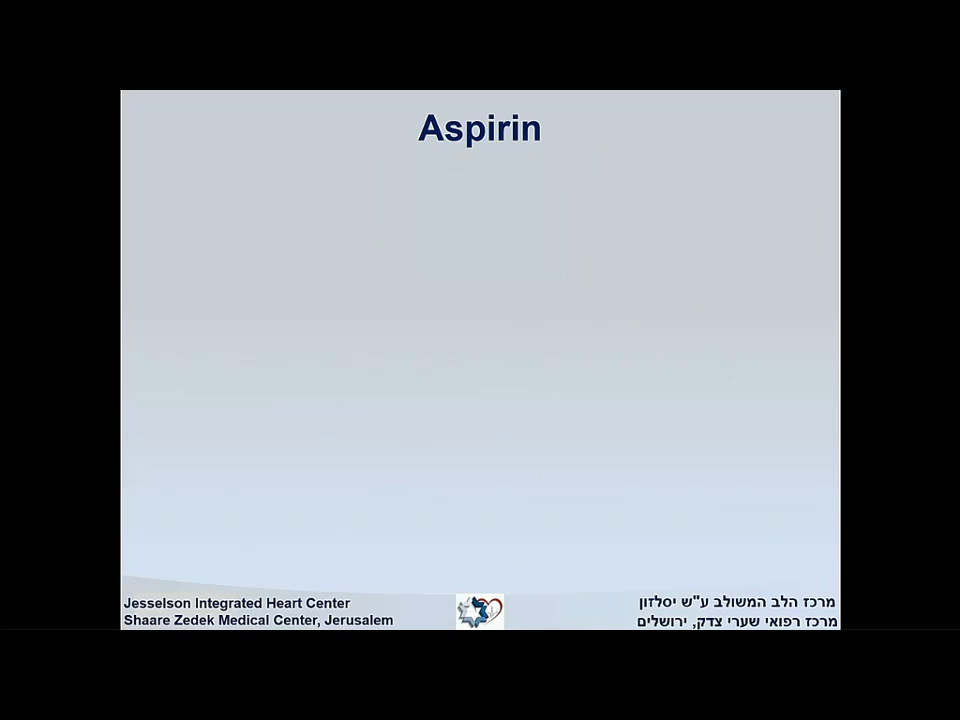 Aspirin
Jesselson Integrated Heart Center
Shaare Zedek Medical Center, Jerusalem
מרכז הלב המשולב ע"ש יסלזון
מרכז רפואי שערי צדק, ירושלים